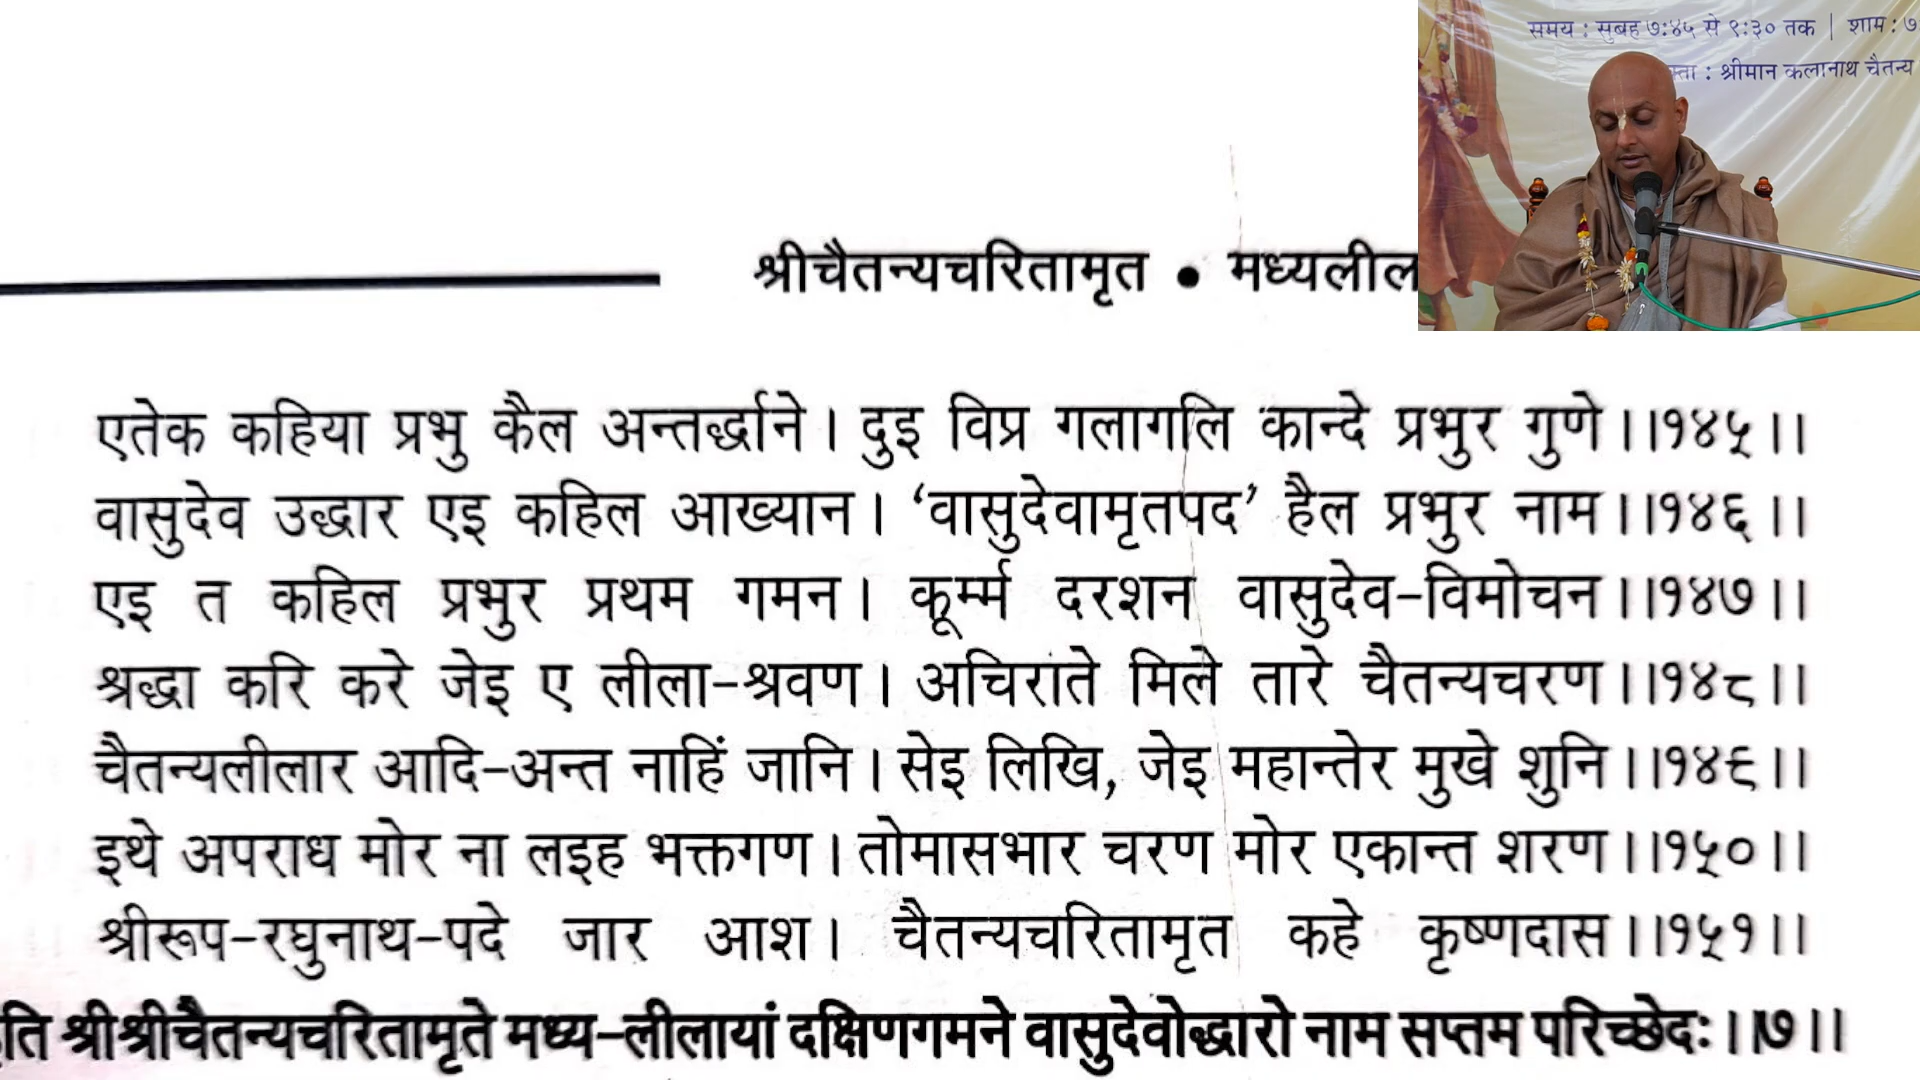 समय : सुबह ७:४५ से ९:३० तक | शाम : ७
: श्रीमान कलानाथ चैतन्य
श्रीचैतन्यचरितामृत • मध्यलील
एतेक कहिया प्रभु कैल अन्तर्द्धाने। दुइ विप्र गलागलि कान्दे प्रभुर गुणे।।१४५।।
वासुदेव उद्धार एइ कहिल आख्यान। ‘वासुदेवामृतपद’ हैल प्रभुर नाम।।१४६।।
एइ त कहिल प्रभुर प्रथम गमन। कूर्म्म दरशन वासुदेव-विमोचन।।१४७।।
श्रद्धा करि करे जेइ ए लीला-श्रवण। अचिराते मिले तारे चैतन्यचरण।।१४८।।
चैतन्यलीलार आदि-अन्त नाहिं जानि। सेइ लिखि, जेइ महान्तेर मुखे शुनि।।१४९।।
इथे अपराध मोर ना लइह भक्तगण। तोमासभार चरण मोर एकान्त शरण।।१५०।।
श्रीरूप-रघुनाथ-पदे जार आश। चैतन्यचरितामृत कहे कृष्णदास।।१५१।।
ति श्रीश्रीचैतन्यचरितामृते मध्य-लीलायां दक्षिणगमने वासुदेवोद्धारो नाम सप्तम परिच्छेदः।।७।।